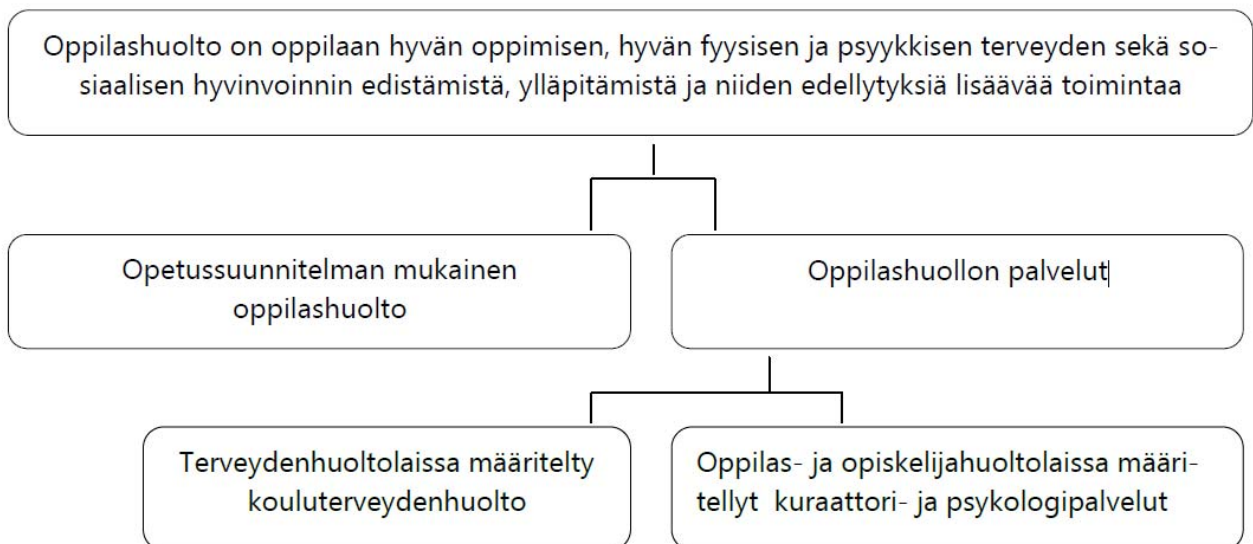 Oppilashuolto on oppilaan hyvän oppimisen, hyvän fyysisen ja psyykkisen terveyden sekä so-
siaalisen hyvinvoinnin edistämistä, ylläpitämistä ja niiden edellytyksiä lisäävää toimintaa
Opetussuunnitelman mukainen
oppilashuolto
Oppilashuollon palvelut
Terveydenhuoltolaissa määritelty
kouluterveydenhuolto
Oppilas- ja opiskelijahuoltolaissa määri-
tellyt kuraattori- ja psykologipalvelut